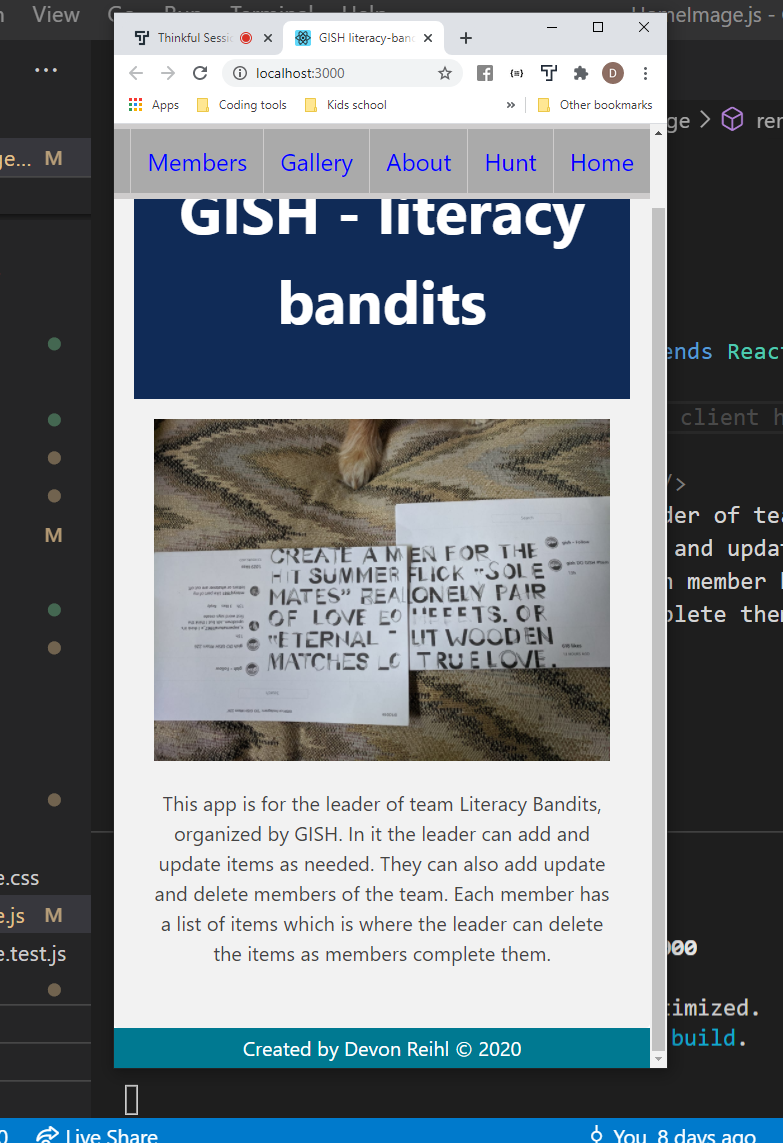 View Go Run Terminal Help HomeImage.js -
Thinkful Sessi
GISH literacy-band
localhost:3000
D
Apps
Coding tools
Kids school
»
Other bookmarks
ge... M
ge > ren
Members
Gallery
About
Hunt
Home
GISH - literacy
bandits
ends React
client h
/>
der of tea
and updat
member h
plete them
M
CREATE A M EN FOR THE
HIT SUMMER FLICK "SOLE
MATES" REAL ONELY PAIR
OF LOVE
OR
"ETERNAL
UT WOODEN
MATCHES LO TRUE LOVE.
This app is for the leader of team Literacy Bandits,
organized by GISH. In it the leader can add and
update items as needed. They can also add update
and delete members of the team. Each member has
a list of items which is where the leader can delete
the items as members complete them.
e.css
e.js M
e.test.js
000
timized.
build.
Created by Devon Reihl © 2020
0 Live Share
You, 8 days ago